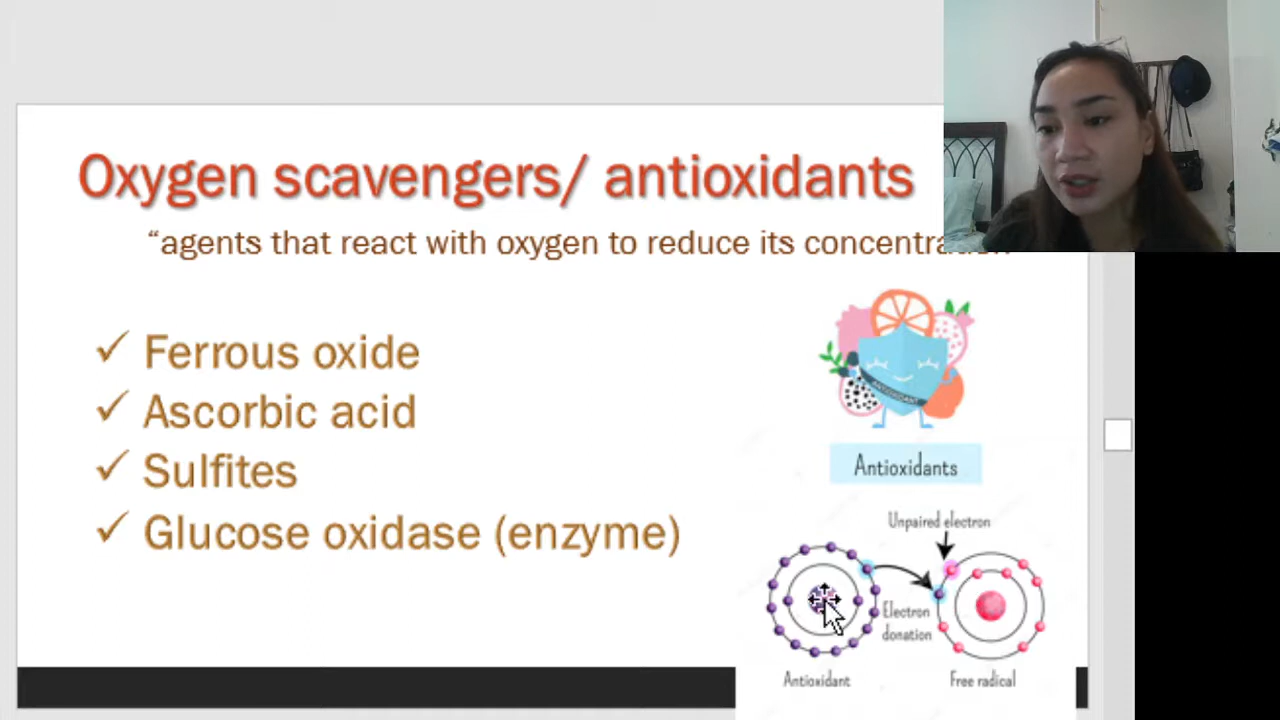 Oxygen scavengers/ antioxidants
“agents that react with oxygen to reduce its
✓ Ferrous oxide
✓ Ascorbic acid
✓ Sulfites
✓ Glucose oxidase (enzyme)
ANTIOXIDANT
Antioxidants
Unpaired electron
Electron
donation
Antioxidant
Free radical